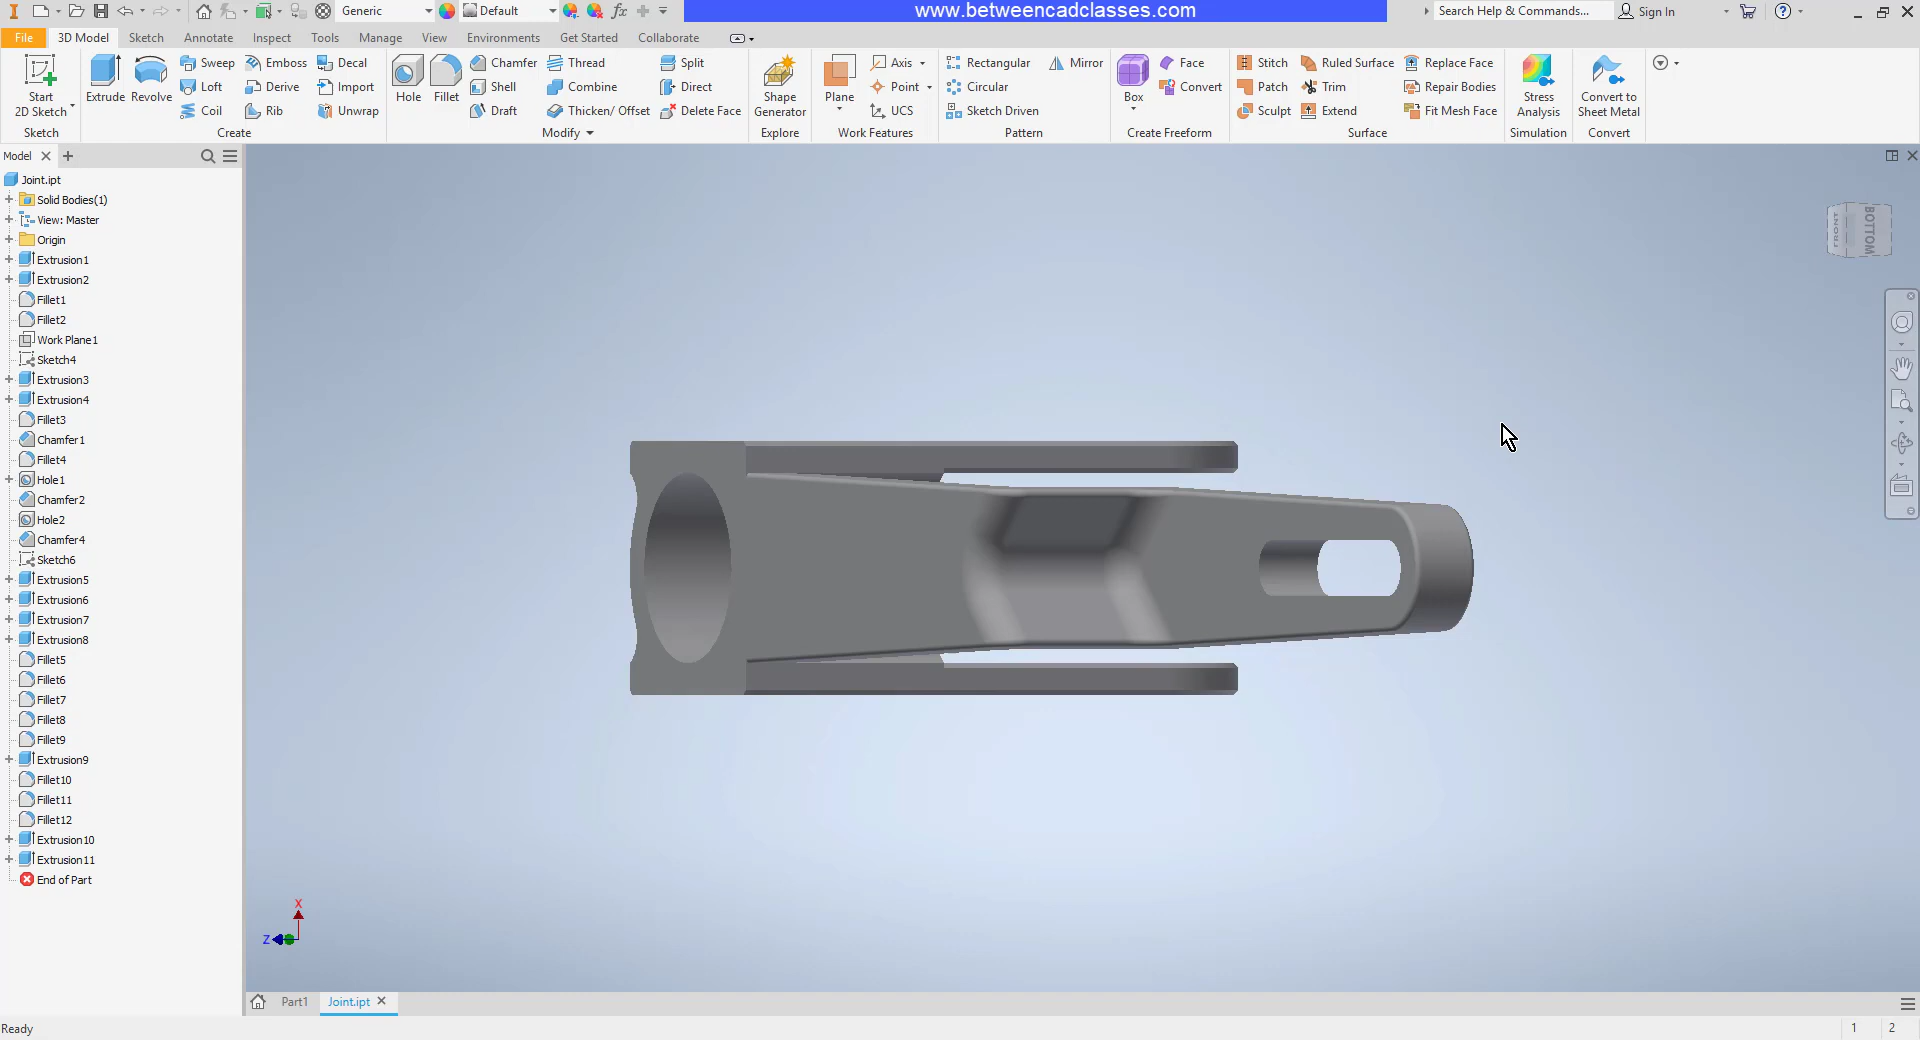 Generic
Default
fx
www.betweencadclasses.com
Search Help & Commands...
Sign In
File
3D Model
Sketch
Annotate
Inspect
Tools
Manage
View
Environments
Get Started
Collaborate
Start
2D Sketch
Sketch
Extrude
Revolve
Sweep
Loft
Coil
Emboss
Derive
Rib
Decal
Import
Unwrap
Create
Hole
Fillet
Chamfer
Shell
Draft
Thread
Combine
Thicken/ Offset
Split
Direct
Delete Face
Modify
Shape
Generator
Explore
Plane
Axis
Point
UCS
Work Features
Rectangular
Circular
Sketch Driven
Mirror
Pattern
Box
Face
Convert
Create Freeform
Stitch
Patch
Sculpt
Ruled Surface
Trim
Extend
Replace Face
Repair Bodies
Fit Mesh Face
Surface
Stress
Analysis
Simulation
Convert to
Sheet Metal
Convert
Model
Joint.ipt
Solid Bodies(1)
View: Master
Origin
Extrusion1
Extrusion2
Fillet1
Fillet2
Work Plane1
Sketch4
Extrusion3
Extrusion4
Fillet3
Chamfer1
Fillet4
Hole1
Chamfer2
Hole2
Chamfer4
Sketch6
Extrusion5
Extrusion6
Extrusion7
Extrusion8
Fillet5
Fillet6
Fillet7
Fillet8
Fillet9
Extrusion9
Fillet10
Fillet11
Fillet12
Extrusion10
Extrusion11
End of Part
FRONT
BOTTOM
X
Z
Part1
Joint.ipt
Ready
1
2